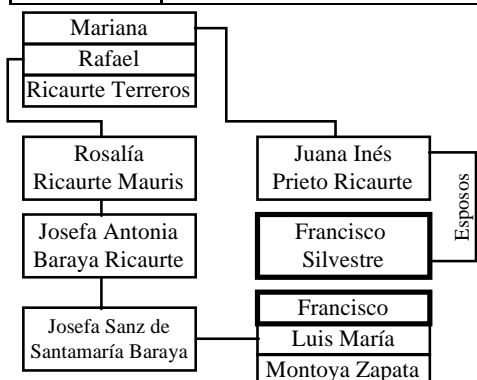 Mariana
Rafael
Ricaurte Terreros
Rosalía
Ricaurte Mauris
Juana Inés
Prieto Ricaurte
Esposos
Josefa Antonia
Baraya Ricaurte
Francisco
Silvestre
Josefa Sanz de
Santamaría Baraya
Francisco
Luis María
Montoya Zapata